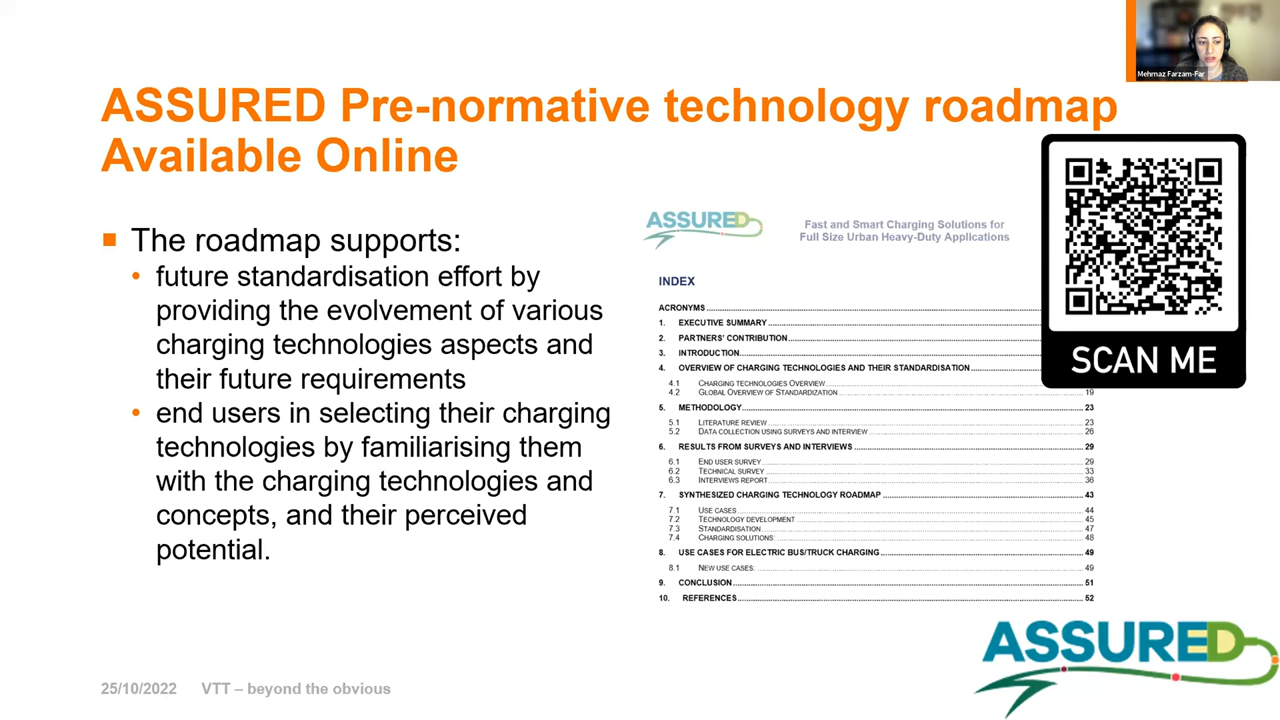 Mehrnaz Farzam-Far
ASSURED Pre-normative technology roadmap
Available Online
The roadmap supports:
future standardisation effort by
providing the evolvement of various
charging technologies aspects and
their future requirements
end users in selecting their charging
technologies by familiarising them
with the charging technologies and
concepts, and their perceived
potential.
ASSURED
Fast and Smart Charging Solutions for
Full Size Urban Heavy-Duty Applications
INDEX
ACRONYMS
1. EXECUTIVE SUMMARY
2. PARTNERS' CONTRIBUTION
3. INTRODUCTION
4. OVERVIEW OF CHARGING TECHNOLOGIES AND THEIR STANDARDISATION
4.1 CHARGING TECHNOLOGIES OVERVIEW
4.2 GLOBAL OVERVIEW OF STANDARDIZATION 19
5. METHODOLOGY 23
5.1 LITERATURE REVIEW 23
5.2 DATA COLLECTION USING SURVEYS AND INTERVIEW 26
6. RESULTS FROM SURVEYS AND INTERVIEWS 29
6.1 END USER SURVEY 29
6.2 TECHNICAL SURVEY 33
6.3 INTERVIEWS REPORT 36
7. SYNTHESIZED CHARGING TECHNOLOGY ROADMAP 43
7.1 USE CASES 44
7.2 TECHNOLOGY DEVELOPMENT 45
7.3 STANDARDISATION 47
7.4 CHARGING SOLUTIONS: 48
8. USE CASES FOR ELECTRIC BUS/TRUCK CHARGING 49
8.1 NEW USE CASES: 49
9. CONCLUSION 51
10. REFERENCES 52
SCAN ME
ASSURED
25/10/2022 VTT – beyond the obvious